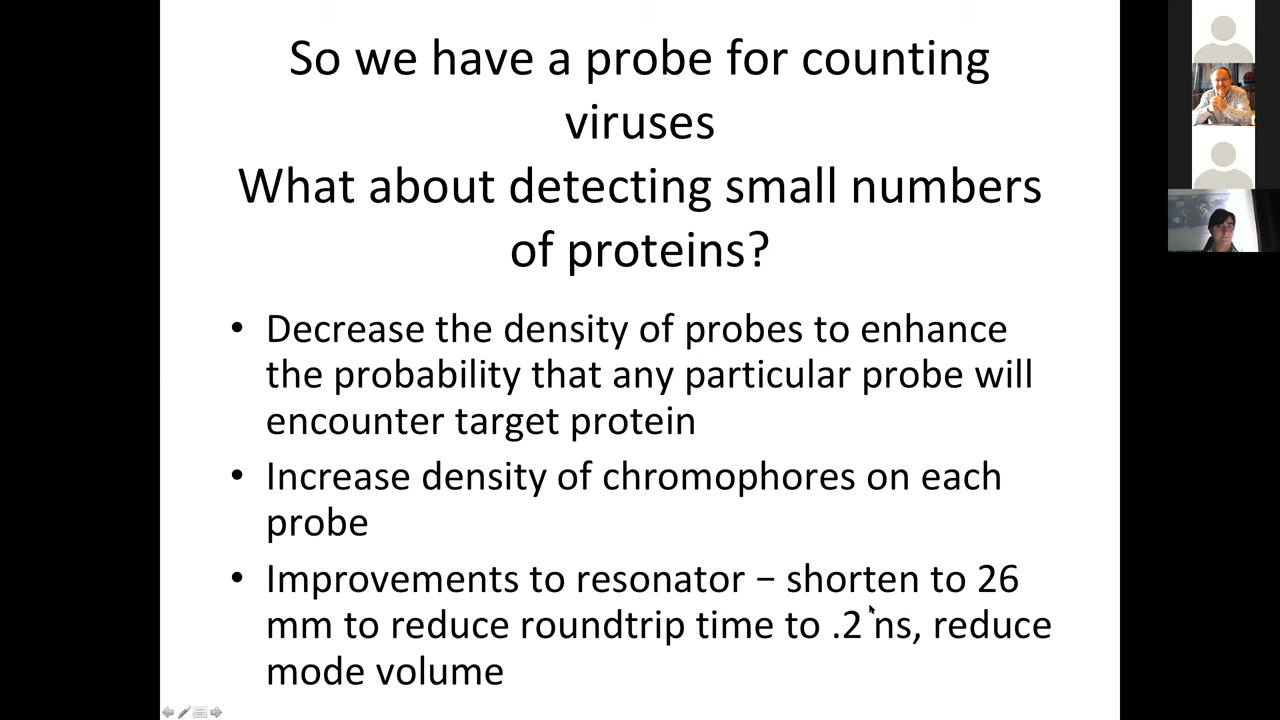 So we have a probe for counting
viruses
What about detecting small numbers
of proteins?
• Decrease the density of probes to enhance
the probability that any particular probe will
encounter target protein
• Increase density of chromophores on each
probe
• Improvements to resonator – shorten to 26
mm to reduce roundtrip time to .2 ns, reduce
mode volume